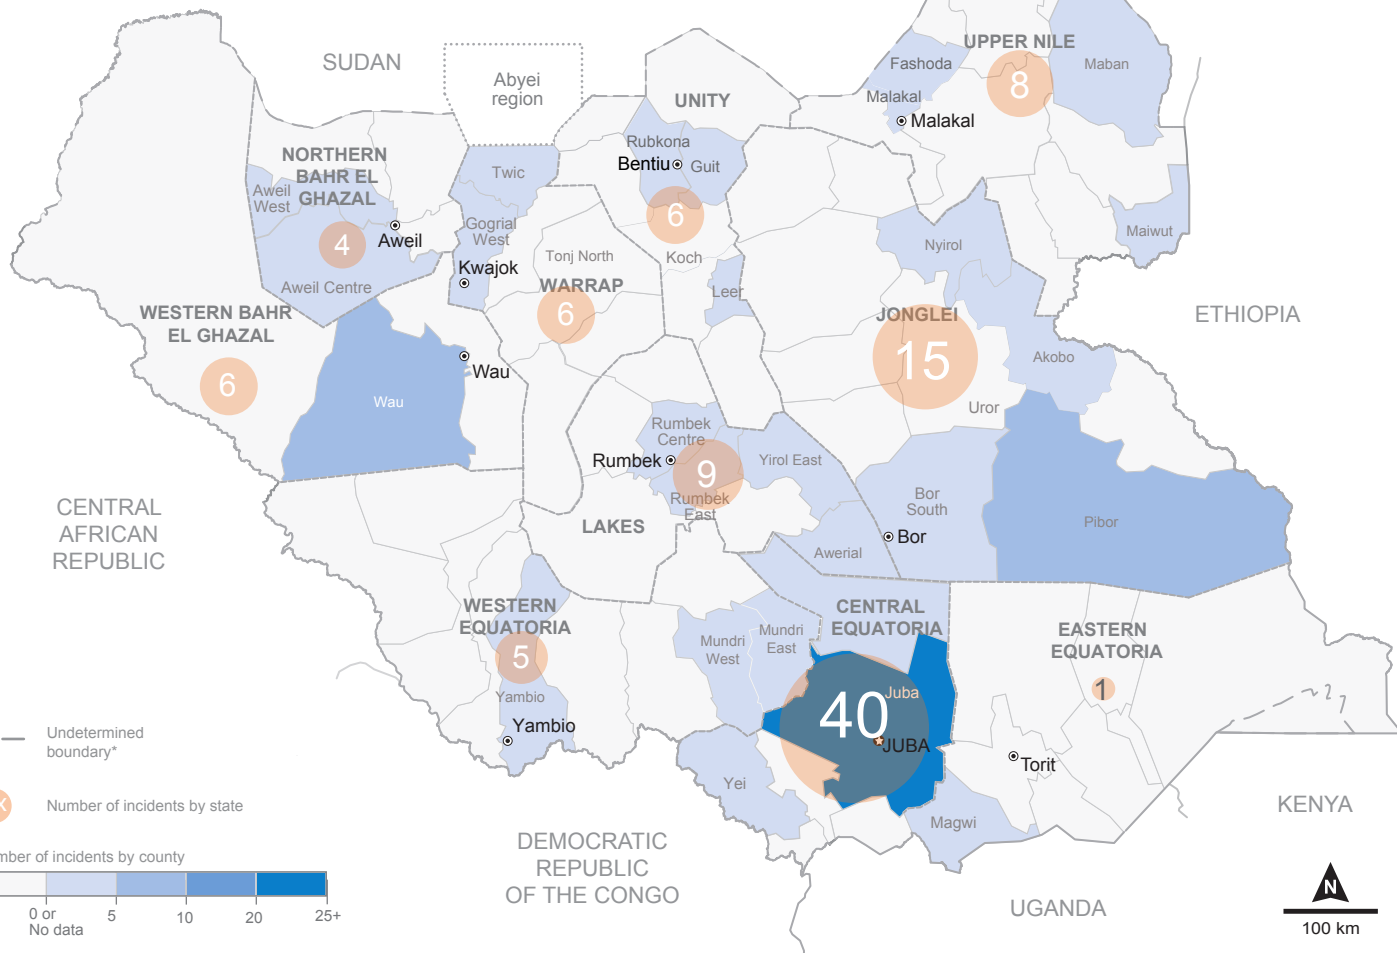 UPPER NILE
Fashoda
Maban
SUDAN
Abyei
region
8
UNITY
Malakal
Malakal
Rubkona
Bentiu
Guit
NORTHERN
BAHR EL
GHAZAL
Twic
Aweil
West
6
Gogrial
West
4
Aweil
Maiwut
Nyirol
Tonj North
Koch
Kwajok
Aweil Centre
WARRAP
Leer
WESTERN BAHR
EL GHAZAL
6
JONGLEI
15
ETHIOPIA
Akobo
Wau
6
Wau
Uror
Rumbek
Centre
Rumbek
9
Yirol East
Rumbek
East
Bor
South
CENTRAL
AFRICAN
REPUBLIC
LAKES
Pibor
Bor
Awerial
WESTERN
EQUATORIA
CENTRAL
EQUATORIA
EASTERN
EQUATORIA
Mundri
West
Mundri
East
5
1
Yambio
Juba
40
JUBA
Yambio
Undetermined
boundary*
Torit
Yei
X
Number of incidents by state
KENYA
Magwi
DEMOCRATIC
REPUBLIC
OF THE CONGO
mber of incidents by county
0 or
No data
5
10
20
25+
UGANDA
N
100 km